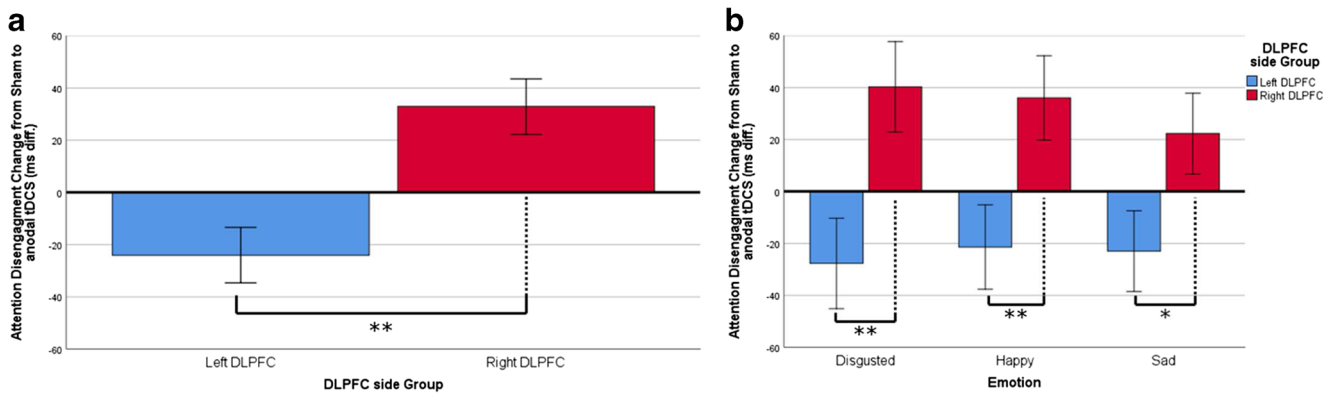 a
Attention Disengagment Change from Sham to
anodal tDCS (ms diff.)
60
40
20
0
-20
-40
-60
**
Left DLPFC
Right DLPFC
DLPFC side Group
b
Attention Disengagment Change from Sham to
anodal tDCS (ms diff.)
60
40
20
0
-20
-40
-60
**
**
*
Disgusted
Happy
Sad
Emotion
DLPFC
side Group
Left DLPFC
Right DLPFC